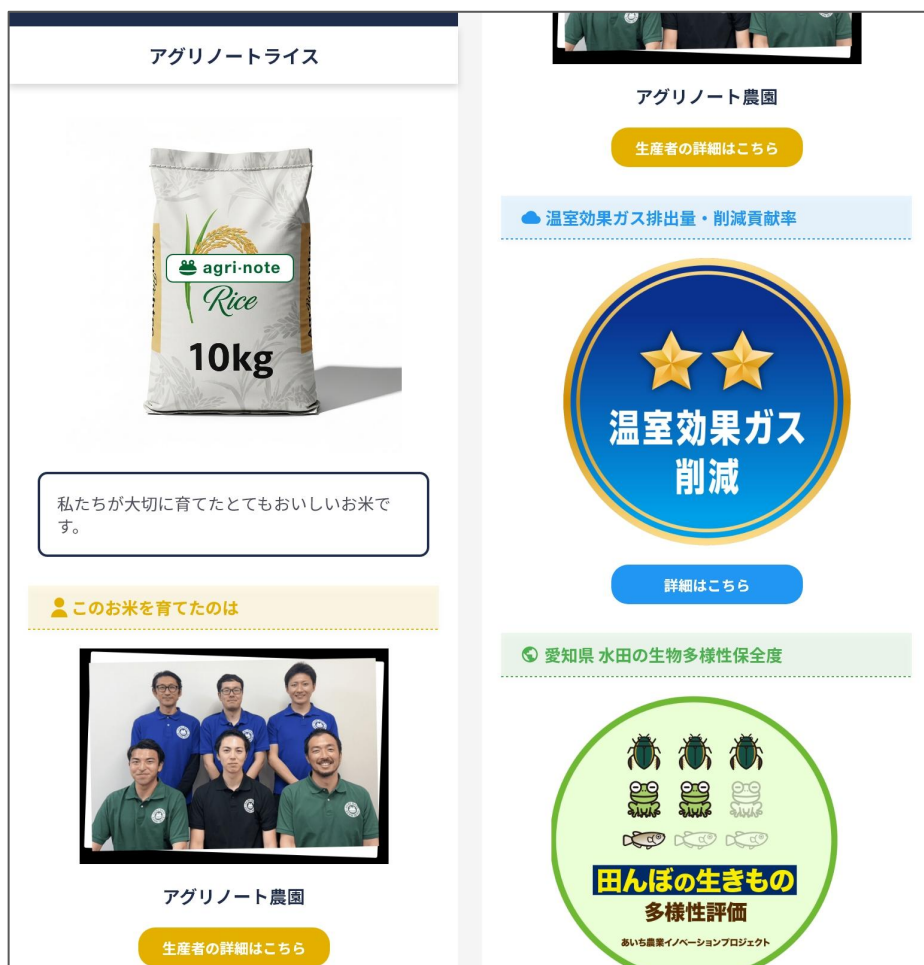 アグリノートライス
agri-note
Rice
10kg
私たちが大切に育てたとてもおいしいお米で
す。
このお米を育てたのは
アグリノート農園
生産者の詳細はこちら
アグリノート農園
生産者の詳細はこちら
温室効果ガス排出量・削減貢献率
温室効果ガス
削減
詳細はこちら
愛知県 水田の生物多様性保全度
田んぼの生きもの
多様性評価
あいち農業イノベーションプロジェクト